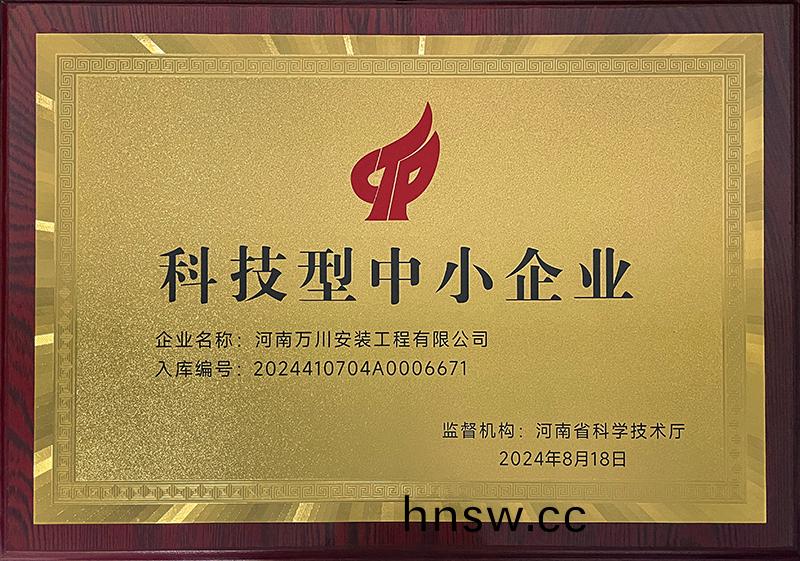 科技型中小企业
企业名称：河南万川安装工程有限公司
入库编号：2024410704A0006671
监督机构：河南省科学技术厅
2024年8月18日
hnsw.cc